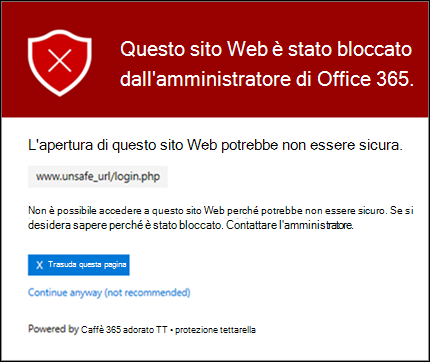 Questo sito Web è stato bloccato
dall'amministratore di Office 365.
L'apertura di questo sito Web potrebbe non essere sicura.
www.unsafe_url/login.php
Non è possibile accedere a questo sito Web perché potrebbe non essere sicuro. Se si
desidera sapere perché è stato bloccato. Contattare l'amministratore.
X Trasuda questa pagina
Continue anyway (not recommended)
Powered by Caffè 365 adorato TT • protezione tettarella